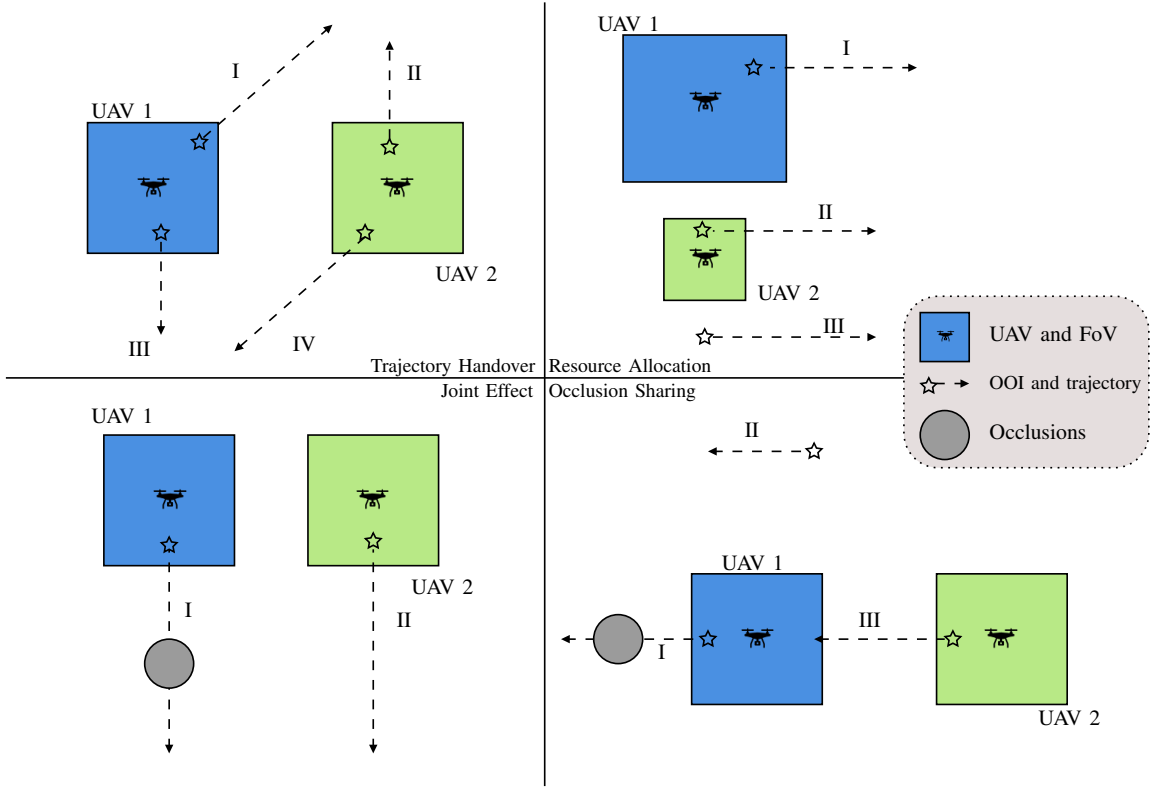 I
II
UAV 1
UAV 2
III
IV
Trajectory Handover
UAV 1
I
II
UAV 2
III
Resource Allocation
UAV and FoV
OOI and trajectory
Occlusions
Joint Effect
UAV 1
I
UAV 2
II
Occlusion Sharing
II
UAV 1
III
I
UAV 2